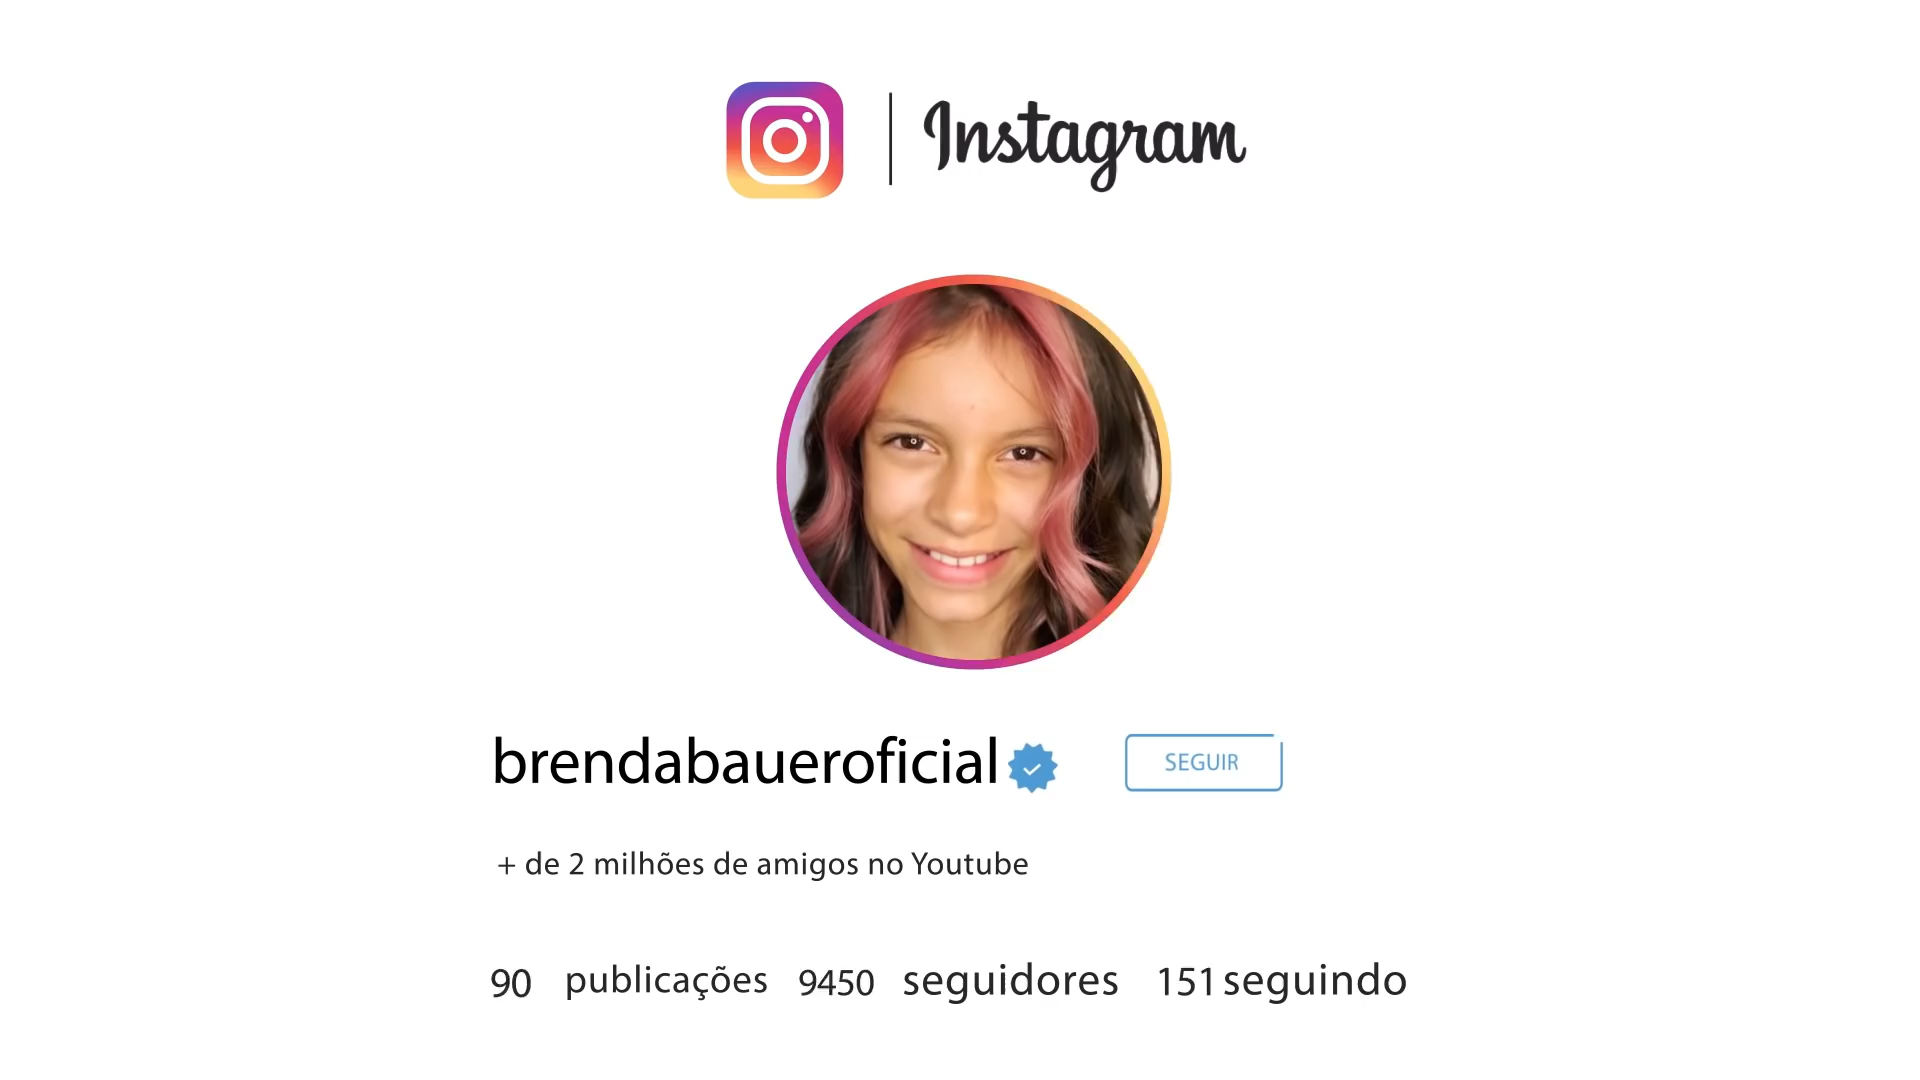 Instagram
brendabaueroficial
SEGUIR
+ de 2 milhões de amigos no Youtube
90 publicações 9450 seguidores 151 seguindo